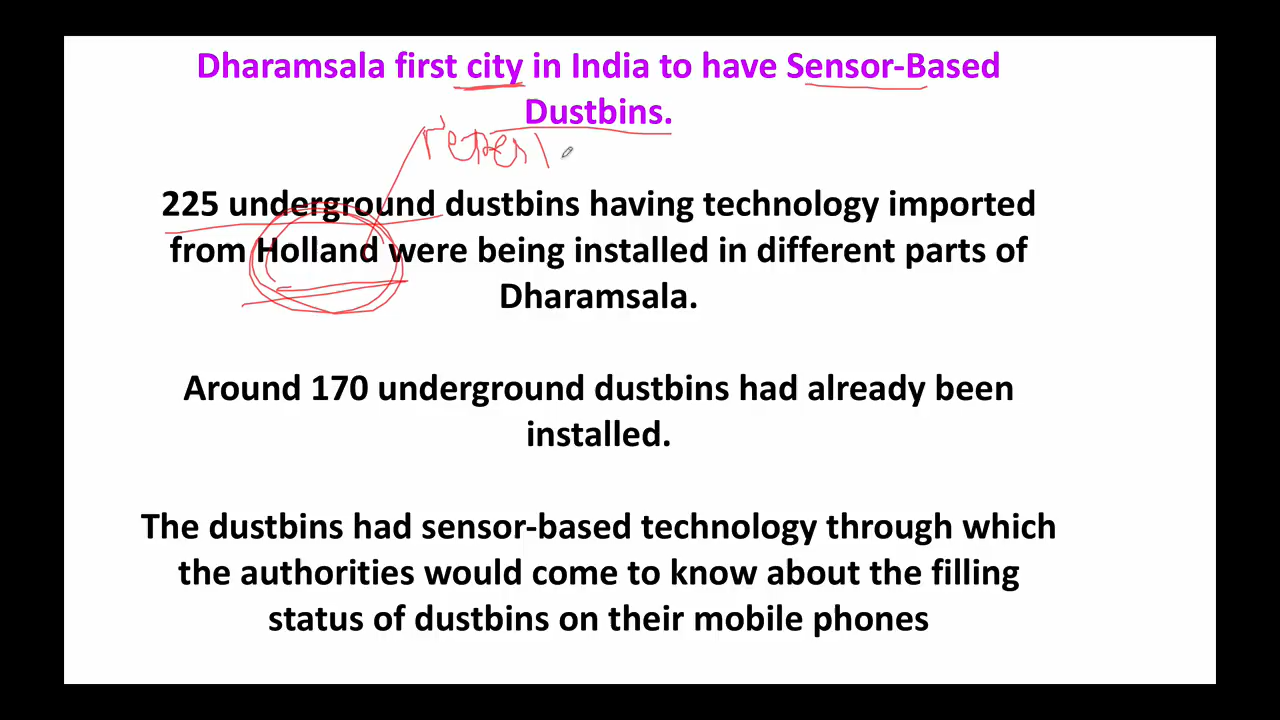 Dharamsala first city in India to have Sensor-Based
Dustbins.
225 underground dustbins having technology imported
from Holland were being installed in different parts of
Dharamsala.
Around 170 underground dustbins had already been
installed.
The dustbins had sensor-based technology through which
the authorities would come to know about the filling
status of dustbins on their mobile phones